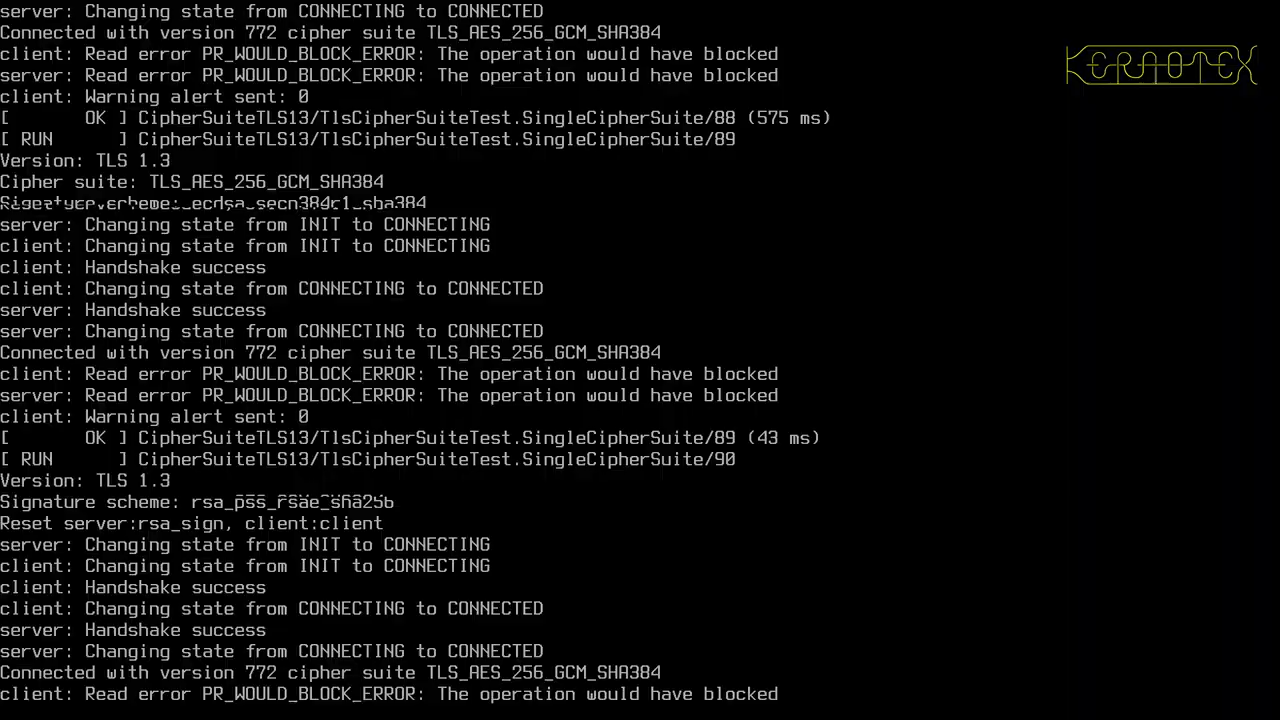 server: Changing state from CONNECTING to CONNECTED
Connected with version 772 cipher suite TLS_AES_256_GCM_SHA384
client: Read error PR_WOULD_BLOCK_ERROR: The operation would have blocked
server: Read error PR_WOULD_BLOCK_ERROR: The operation would have blocked
client: Warning alert sent: 0
[       OK ] CipherSuiteTLS13/TlsCipherSuiteTest.SingleCipherSuite/88 (575 ms)
[ RUN      ] CipherSuiteTLS13/TlsCipherSuiteTest.SingleCipherSuite/89
Version: TLS 1.3
Cipher suite: TLS_AES_256_GCM_SHA384
ecdsa_secp384r1_sha384
server: Changing state from INIT to CONNECTING
client: Changing state from INIT to CONNECTING
client: Handshake success
client: Changing state from CONNECTING to CONNECTED
server: Handshake success
server: Changing state from CONNECTING to CONNECTED
Connected with version 772 cipher suite TLS_AES_256_GCM_SHA384
client: Read error PR_WOULD_BLOCK_ERROR: The operation would have blocked
server: Read error PR_WOULD_BLOCK_ERROR: The operation would have blocked
client: Warning alert sent: 0
[       OK ] CipherSuiteTLS13/TlsCipherSuiteTest.SingleCipherSuite/89 (43 ms)
[ RUN      ] CipherSuiteTLS13/TlsCipherSuiteTest.SingleCipherSuite/90
Version: TLS 1.3
Signature scheme: rsa_pss_rsae_sha256
Reset server:rsa_sign, client:client
server: Changing state from INIT to CONNECTING
client: Changing state from INIT to CONNECTING
client: Handshake success
client: Changing state from CONNECTING to CONNECTED
server: Handshake success
server: Changing state from CONNECTING to CONNECTED
Connected with version 772 cipher suite TLS_AES_256_GCM_SHA384
client: Read error PR_WOULD_BLOCK_ERROR: The operation would have blocked